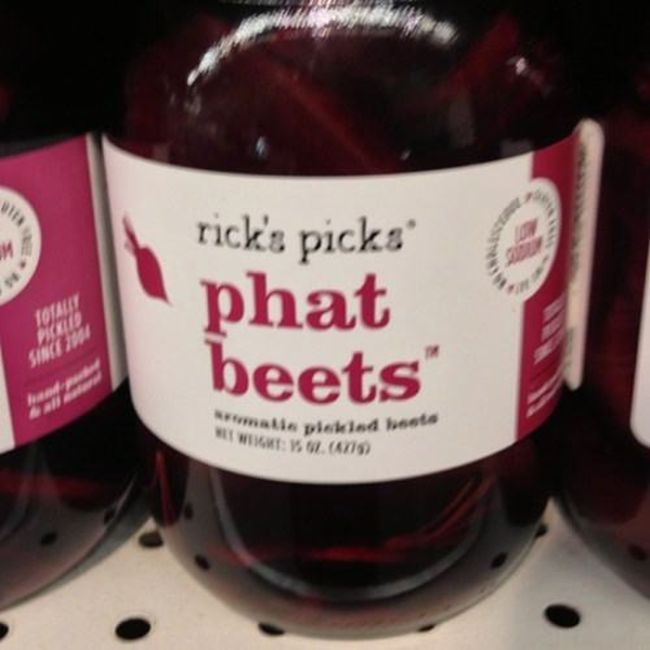 rick's picks®
phat
beets™
aromatic pickled beets
NET WEIGHT: 15 OZ. (427g)
LOW
SODIUM
TOTALLY
PICKLED
SINCE 2004
hand-packed
& all natural